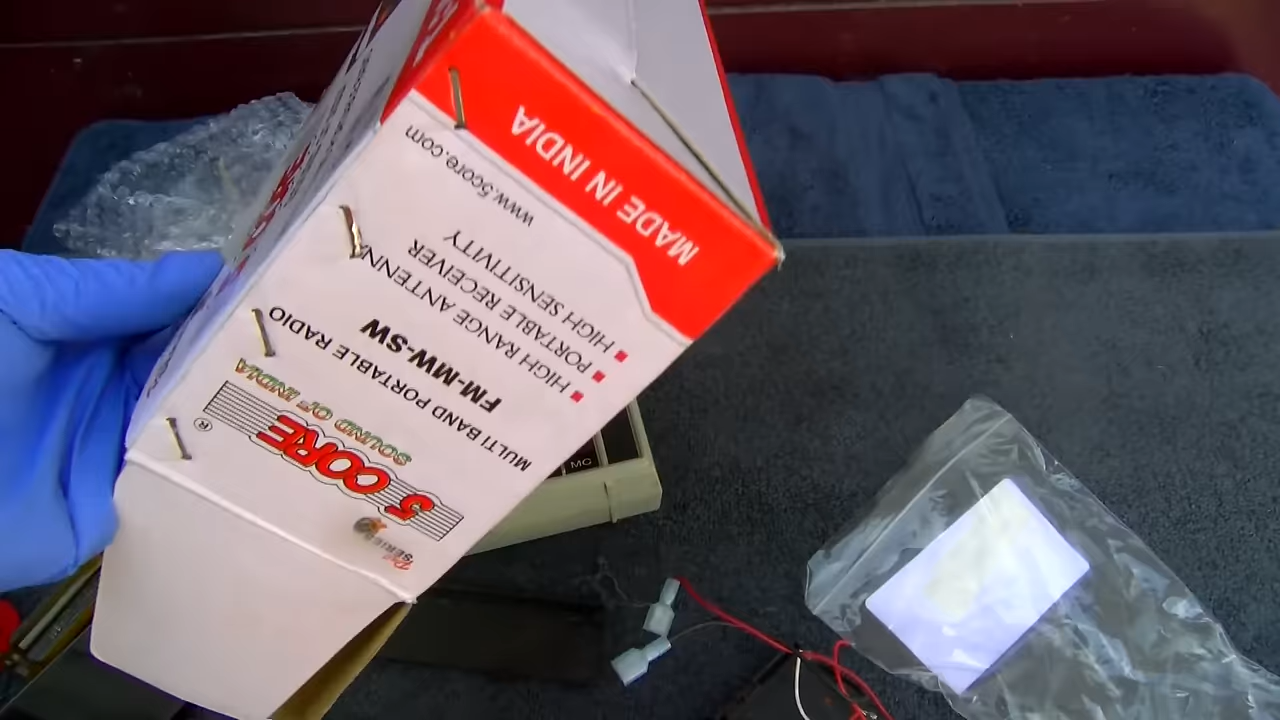 5 CORE
®
SOUND OF INDIA
MULTI BAND PORTABLE RADIO
FM-MW-SW
HIGH RANGE ANTENNA
PORTABLE RECEIVER
HIGH SENSITIVITY
www.5core.com
MADE IN INDIA
MC